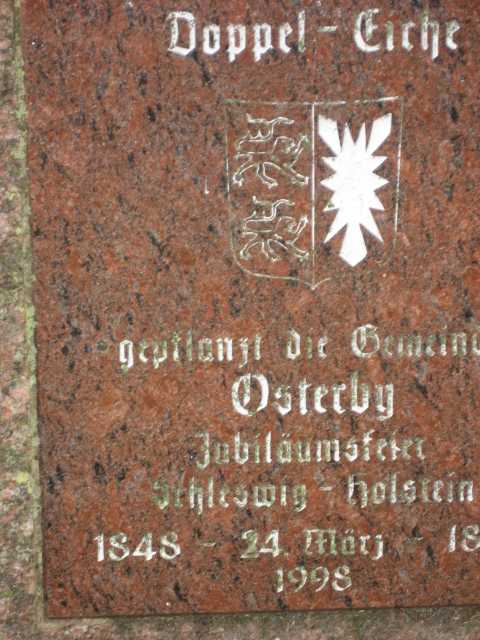 Doppel - Eiche
gepflanzt die Gemeind
Osterby
Jubiläumsfeier
Schleswig - Holstein
1848 - 24. März - 18
1998